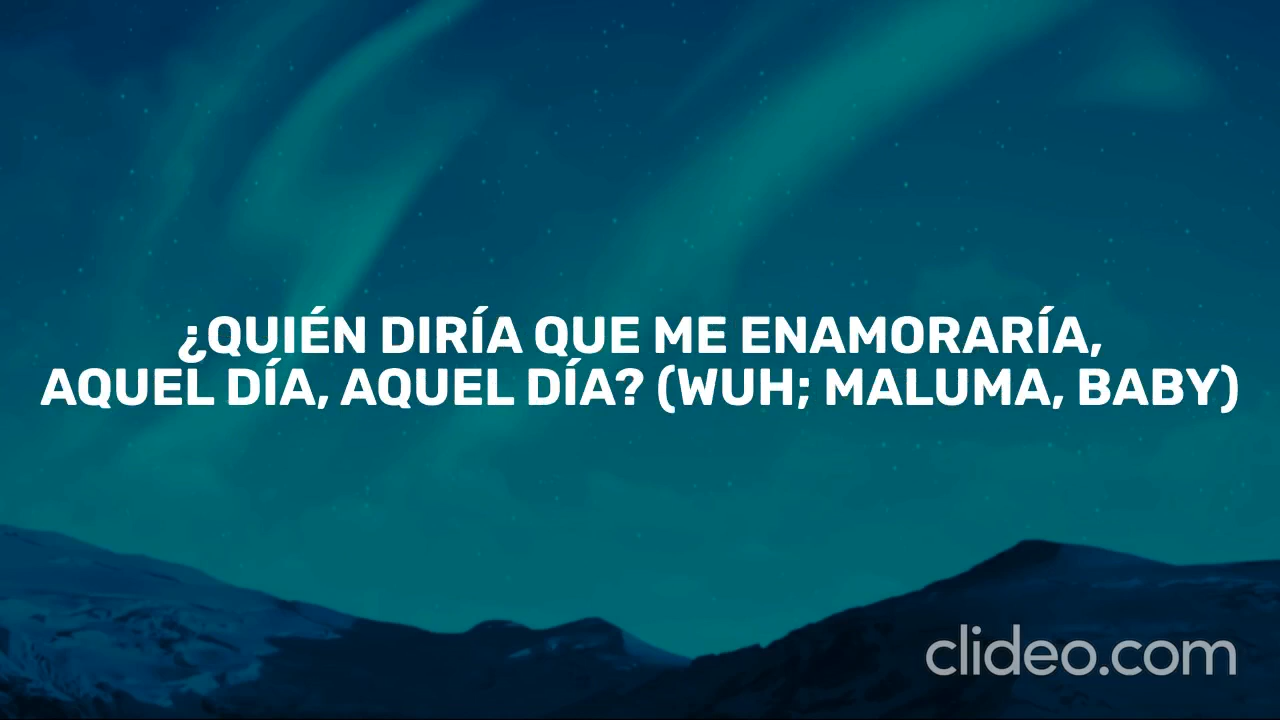 ¿QUIÉN DIRÍA QUE ME ENAMORARÍA,
AQUEL DÍA, AQUEL DÍA? (WUH; MALUMA, BABY)
clideo.com